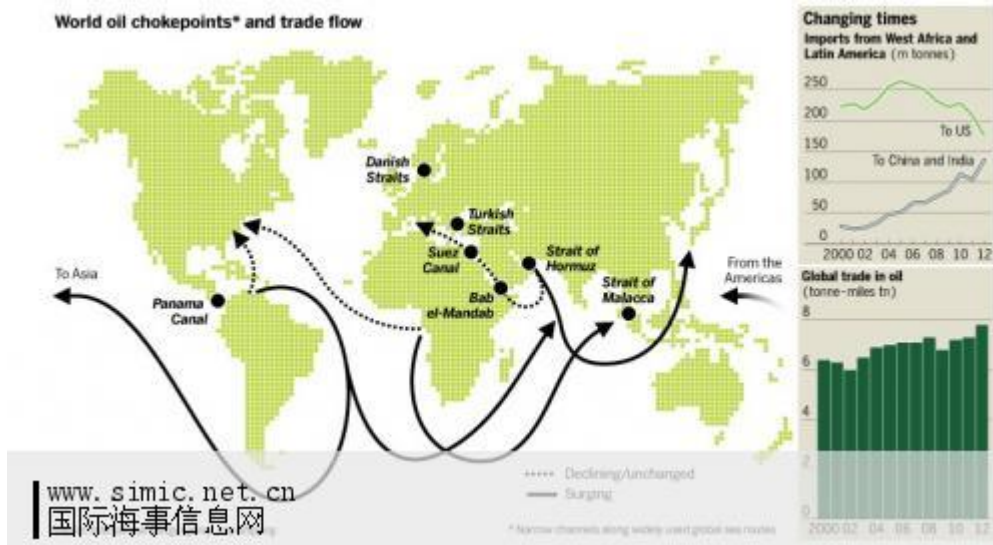 World oil chokepoints* and trade flow
Danish
Straits
Turkish
Straits
Suez
Canal
Strait of
Hormuz
Bab
el-Mandab
Strait of
Malacca
Panama
Canal
To Asia
From the
Americas
Declining/unchanged
Surging
* Narrow channels along widely used global sea routes
www.simic.net.cn
国际海事信息网
Changing times
Imports from West Africa and
Latin America (m tonnes)
250
200
150
100
50
0
To US
To China and India
2000 02 04 06 08 10 12
Global trade in oil
(tonne-miles tn)
8
6
4
2
0
2000 02 04 06 08 10 12